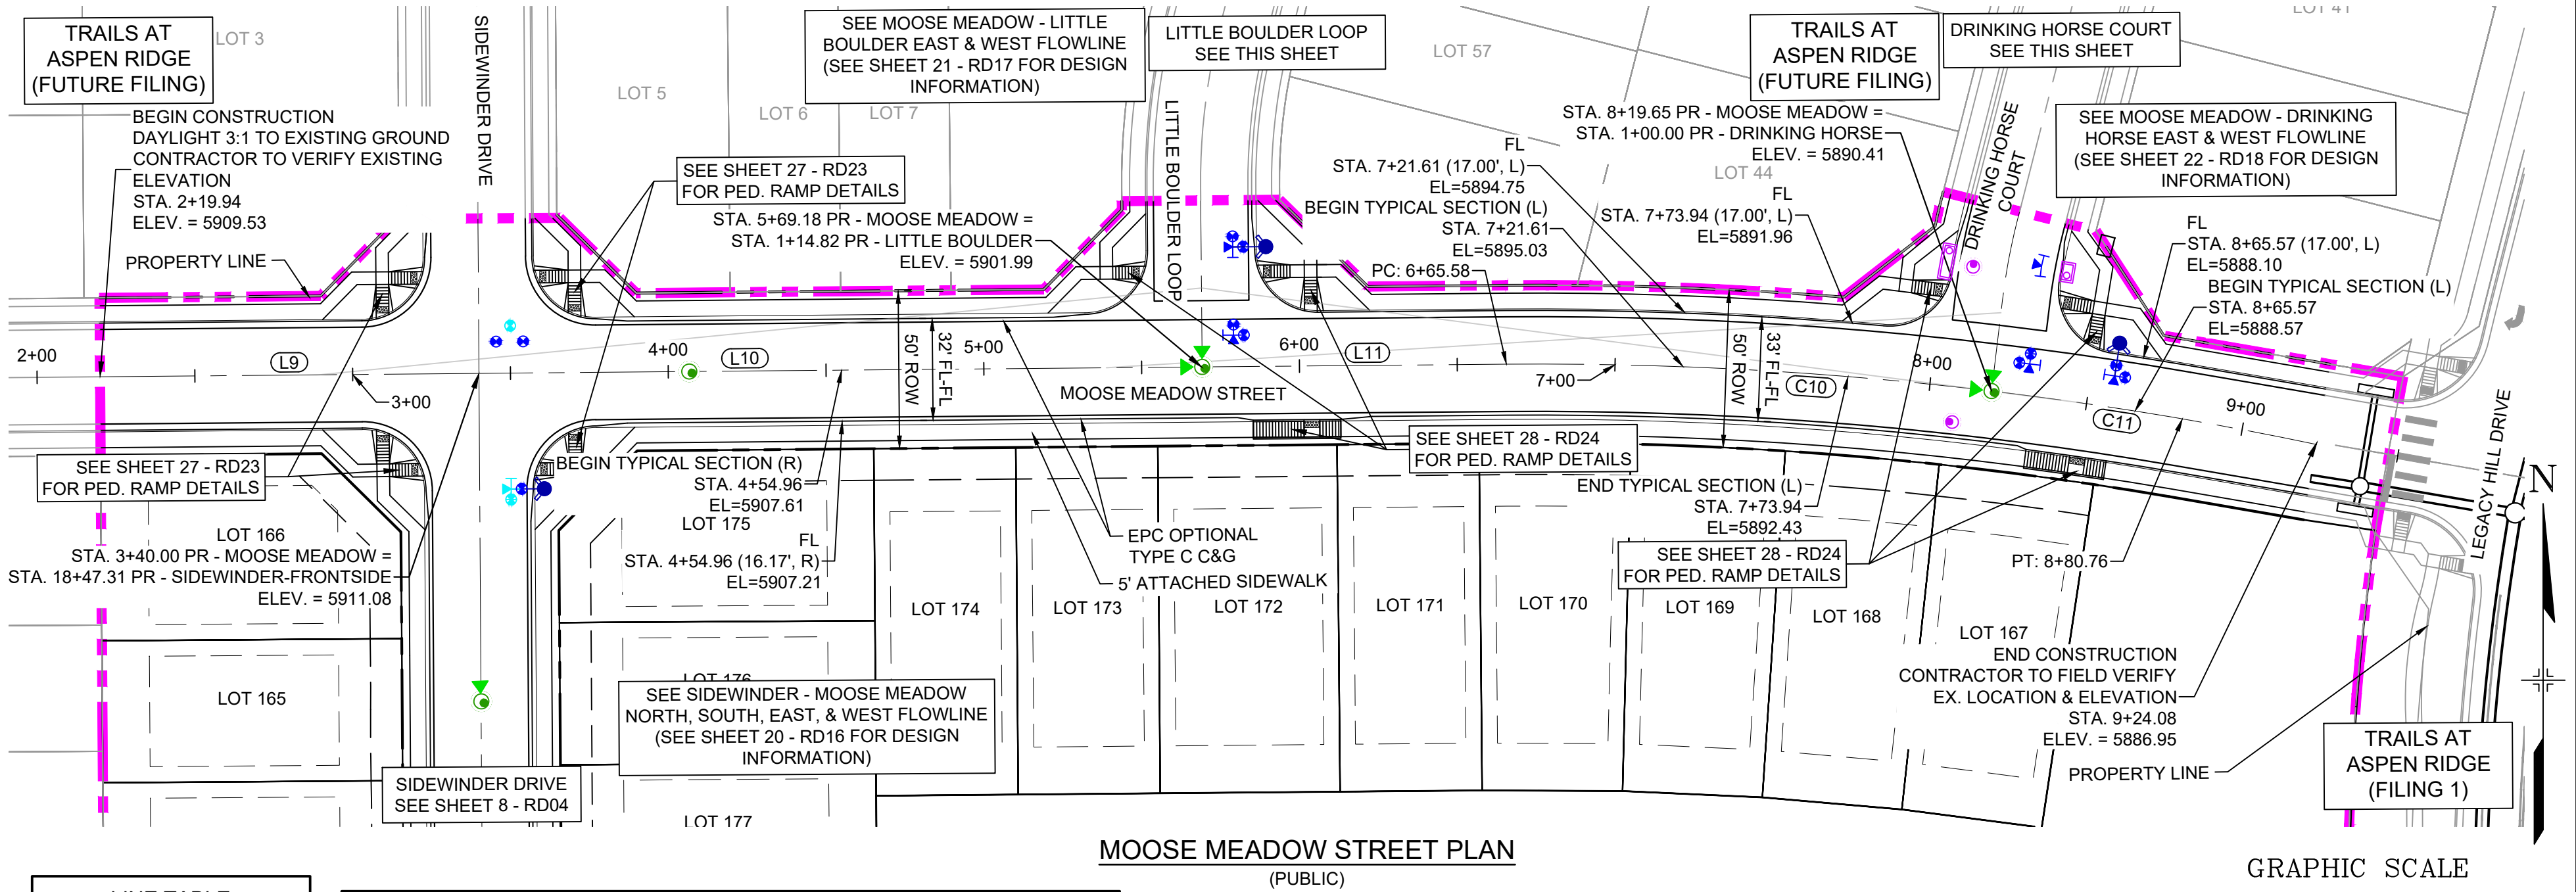 TRAILS AT
ASPEN RIDGE
(FUTURE FILING)
LOT 3
SIDEWINDER DRIVE
SEE MOOSE MEADOW - LITTLE
BOULDER EAST & WEST FLOWLINE
(SEE SHEET 21 - RD17 FOR DESIGN
INFORMATION)
LITTLE BOULDER LOOP
SEE THIS SHEET
LOT 57
TRAILS AT
ASPEN RIDGE
(FUTURE FILING)
DRINKING HORSE COURT
SEE THIS SHEET
LOT 41
BEGIN CONSTRUCTION
DAYLIGHT 3:1 TO EXISTING GROUND
CONTRACTOR TO VERIFY EXISTING
ELEVATION
STA. 2+19.94
ELEV. = 5909.53
PROPERTY LINE
LOT 5
LOT 6
LOT 7
SEE SHEET 27 - RD23
FOR PED. RAMP DETAILS
STA. 5+69.18 PR - MOOSE MEADOW =
STA. 1+14.82 PR - LITTLE BOULDER
ELEV. = 5901.99
LITTLE BOULDER LOOP
FL
STA. 7+21.61 (17.00', L)
EL=5894.75
BEGIN TYPICAL SECTION (L)
STA. 7+21.61
EL=5895.03
PC: 6+65.58
STA. 8+19.65 PR - MOOSE MEADOW =
STA. 1+00.00 PR - DRINKING HORSE
ELEV. = 5890.41
LOT 44
FL
STA. 7+73.94 (17.00', L)
EL=5891.96
DRINKING HORSE
COURT
SEE MOOSE MEADOW - DRINKING
HORSE EAST & WEST FLOWLINE
(SEE SHEET 22 - RD18 FOR DESIGN
INFORMATION)
FL
STA. 8+65.57 (17.00', L)
EL=5888.10
BEGIN TYPICAL SECTION (L)
STA. 8+65.57
EL=5888.57
2+00
L9
3+00
4+00
L10
50' ROW
32' FL-FL
5+00
MOOSE MEADOW STREET
6+00
L11
7+00
50' ROW
33' FL-FL
C10
8+00
C11
9+00
LEGACY HILL DRIVE
N
SEE SHEET 27 - RD23
FOR PED. RAMP DETAILS
LOT 166
STA. 3+40.00 PR - MOOSE MEADOW =
STA. 18+47.31 PR - SIDEWINDER-FRONTSIDE
ELEV. = 5911.08
BEGIN TYPICAL SECTION (R)
STA. 4+54.96
EL=5907.61
LOT 175
FL
STA. 4+54.96 (16.17', R)
EL=5907.21
EPC OPTIONAL
TYPE C C&G
5' ATTACHED SIDEWALK
SEE SHEET 28 - RD24
FOR PED. RAMP DETAILS
END TYPICAL SECTION (L)
STA. 7+73.94
EL=5892.43
SEE SHEET 28 - RD24
FOR PED. RAMP DETAILS
PT: 8+80.76
LOT 174
LOT 173
LOT 172
LOT 171
LOT 170
LOT 169
LOT 168
LOT 167
END CONSTRUCTION
CONTRACTOR TO FIELD VERIFY
EX. LOCATION & ELEVATION
STA. 9+24.08
ELEV. = 5886.95
PROPERTY LINE
LOT 165
LOT 176
SEE SIDEWINDER - MOOSE MEADOW
NORTH, SOUTH, EAST, & WEST FLOWLINE
(SEE SHEET 20 - RD16 FOR DESIGN
INFORMATION)
SIDEWINDER DRIVE
SEE SHEET 8 - RD04
LOT 177
TRAILS AT
ASPEN RIDGE
(FILING 1)
MOOSE MEADOW STREET PLAN
(PUBLIC)
GRAPHIC SCALE
LINE TABLE